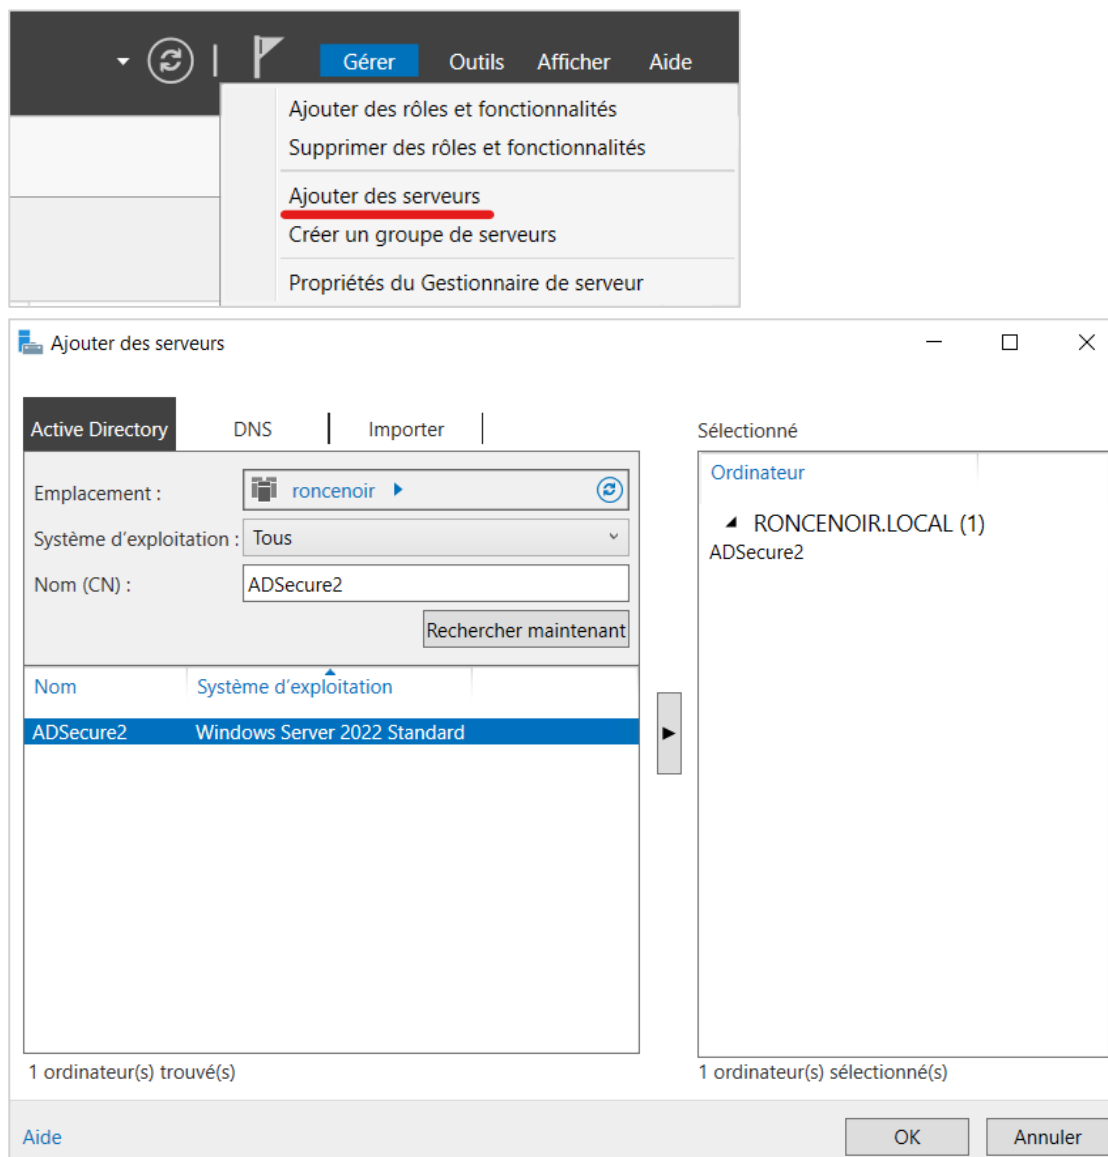 Gérer Outils Afficher Aide
Ajouter des rôles et fonctionnalités
Supprimer des rôles et fonctionnalités
Ajouter des serveurs
Créer un groupe de serveurs
Propriétés du Gestionnaire de serveur
Ajouter des serveurs
Active Directory DNS Importer
Sélectionné
Emplacement : roncenoir
Système d'exploitation : Tous
Nom (CN) : ADSecure2
Rechercher maintenant
Nom Système d'exploitation
ADSecure2 Windows Server 2022 Standard
1 ordinateur(s) trouvé(s)
Ordinateur
RONCENOIR.LOCAL (1)
ADSecure2
1 ordinateur(s) sélectionné(s)
Aide OK Annuler